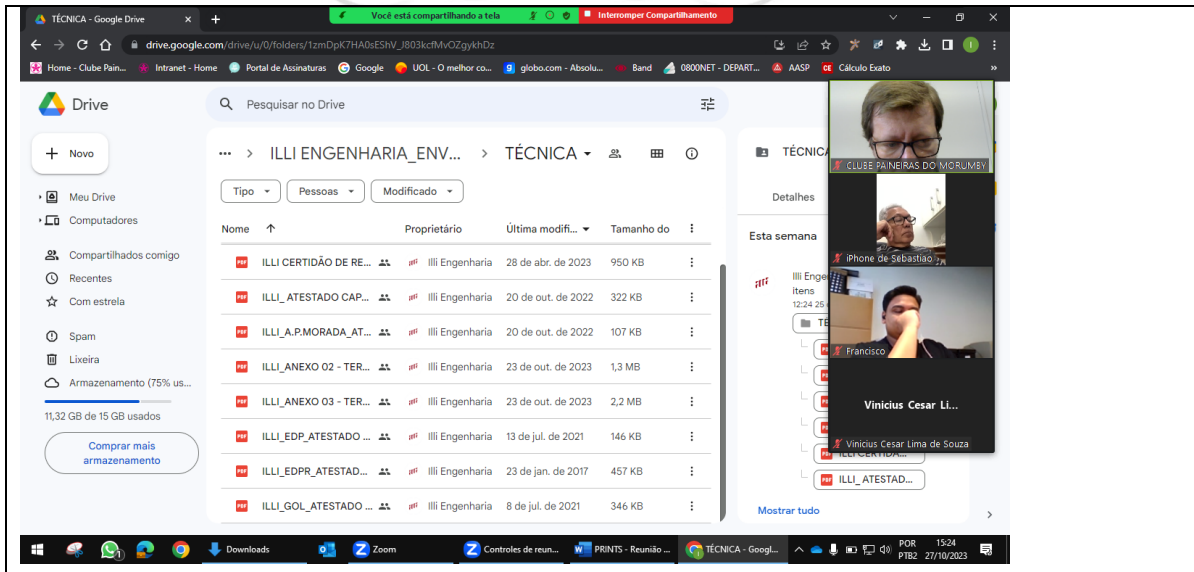 TÉCNICA - Google Drive
Você está compartilhando a tela
Interromper Compartilhamento
drive.google.com/drive/u/0/folders/1zmDpK7HA0sEShV_J803kcfMvOZgykhDz
Home - Clube Pain... Intranet - Home Portal de Assinaturas Google UOL - O melhor co... globo.com - Absolu... Band 0800NET - DEPART... AASP Cálculo Exato »
Drive
Pesquisar no Drive
Novo
Meu Drive
Computadores
Compartilhados comigo
Recentes
Com estrela
Spam
Lixeira
Armazenamento (75% us...
11,32 GB de 15 GB usados
Comprar mais
armazenamento
... > ILLI ENGENHARIA_ENV... > TÉCNICA
Tipo Pessoas Modificado
Nome Proprietário Última modifi... Tamanho do
ILLI CERTIDÃO DE RE... Illi Engenharia 28 de abr. de 2023 950 KB
ILLI_ ATESTADO CAP... Illi Engenharia 20 de out. de 2022 322 KB
ILLI_A.P.MORADA_AT... Illi Engenharia 20 de out. de 2022 107 KB
ILLI_ANEXO 02 - TER... Illi Engenharia 23 de out. de 2023 1,3 MB
ILLI_ANEXO 03 - TER... Illi Engenharia 23 de out. de 2023 2,2 MB
ILLI_EDP_ATESTADO ... Illi Engenharia 13 de jul. de 2021 146 KB
ILLI_EDPR_ATESTAD... Illi Engenharia 23 de jan. de 2017 457 KB
ILLI_GOL_ATESTADO ... Illi Engenharia 8 de jul. de 2021 346 KB
TÉCNICA
Detalhes
Esta semana
Illi Enge
itens
12:24 25
TÉ
ILLI CERTIDA...
ILLI_ ATESTAD...
Mostrar tudo
CLUBE PAINEIRAS DO MORUMBY
iPhone de Sebastiao
Francisco
Vinicius Cesar Li...
Vinicius Cesar Lima de Souza
Downloads Zoom Controles de reun... PRINTS - Reunião ... TÉCNICA - Googl...
POR 15:24
PTB2 27/10/2023